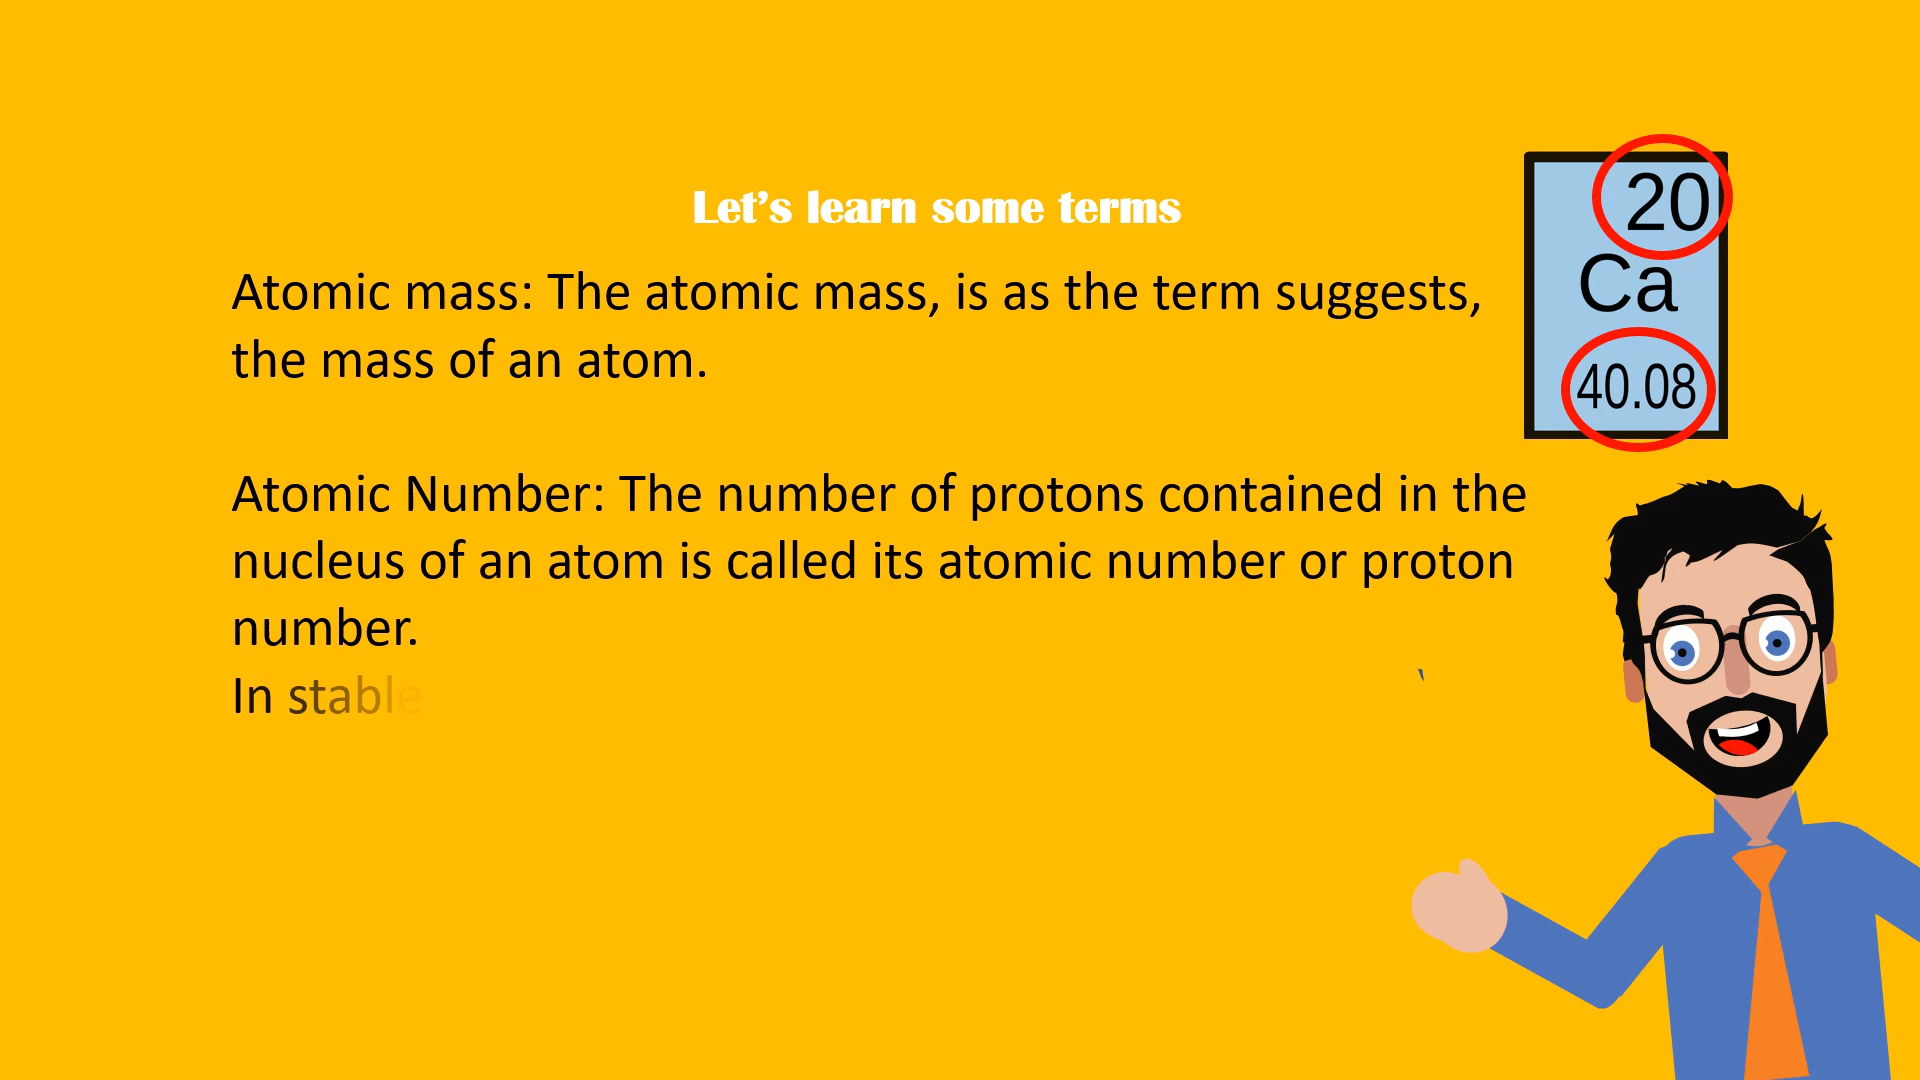 Let's learn some terms
20
Ca
40.08
Atomic mass: The atomic mass, is as the term suggests,
the mass of an atom.
Atomic Number: The number of protons contained in the
nucleus of an atom is called its atomic number or proton
number.
In stable